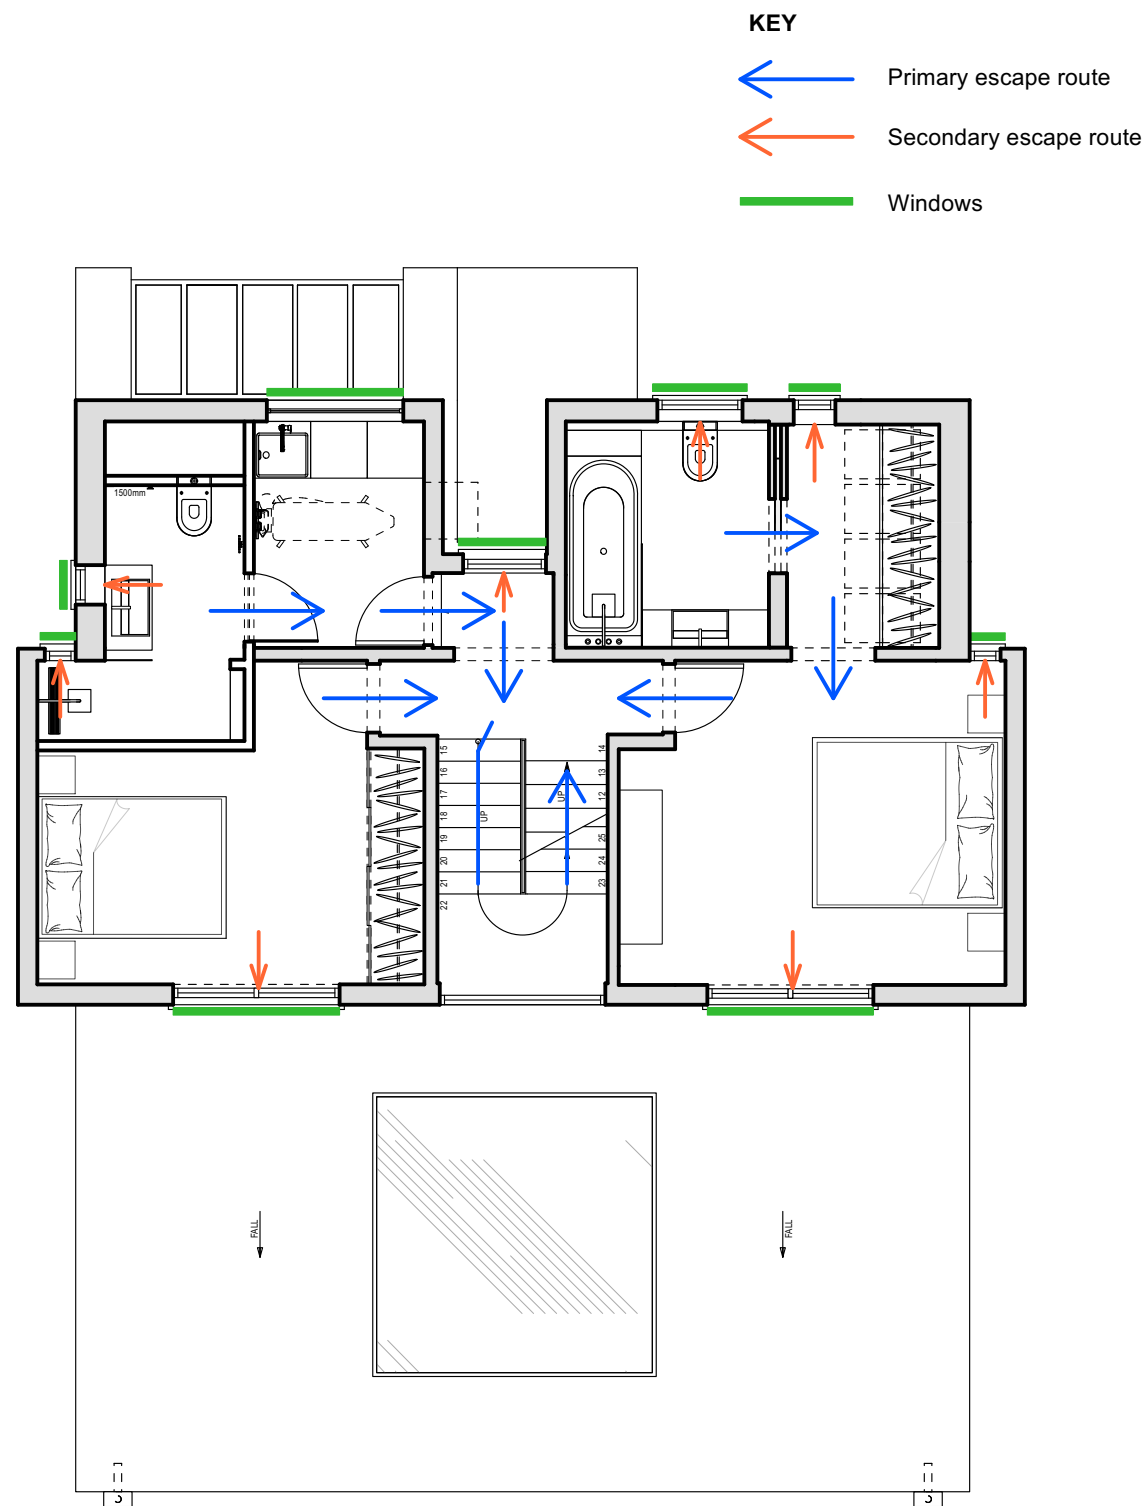 KEY
Primary escape route
Secondary escape route
Windows
1500mm
15
16
17
18
19
20
21
22
UP
14
13
12
25
24
23
UP
FALL
FALL